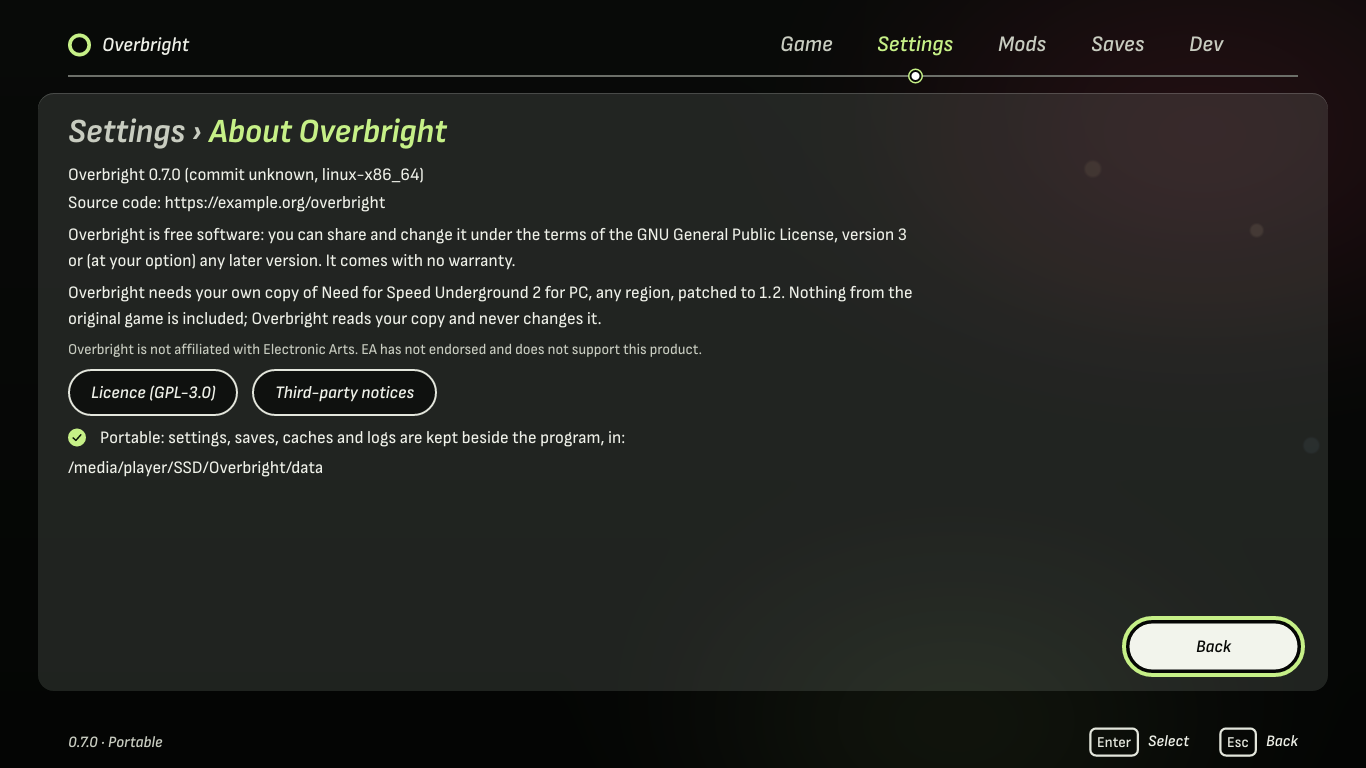 Overbright
Game Settings Mods Saves Dev
Settings › About Overbright
Overbright 0.7.0 (commit unknown, linux-x86_64)
Source code: https://example.org/overbright
Overbright is free software: you can share and change it under the terms of the GNU General Public License, version 3
or (at your option) any later version. It comes with no warranty.
Overbright needs your own copy of Need for Speed Underground 2 for PC, any region, patched to 1.2. Nothing from the
original game is included; Overbright reads your copy and never changes it.
Overbright is not affiliated with Electronic Arts. EA has not endorsed and does not support this product.
Licence (GPL-3.0) Third-party notices
Portable: settings, saves, caches and logs are kept beside the program, in:
/media/player/SSD/Overbright/data
Back
0.7.0 · Portable
Enter Select Esc Back